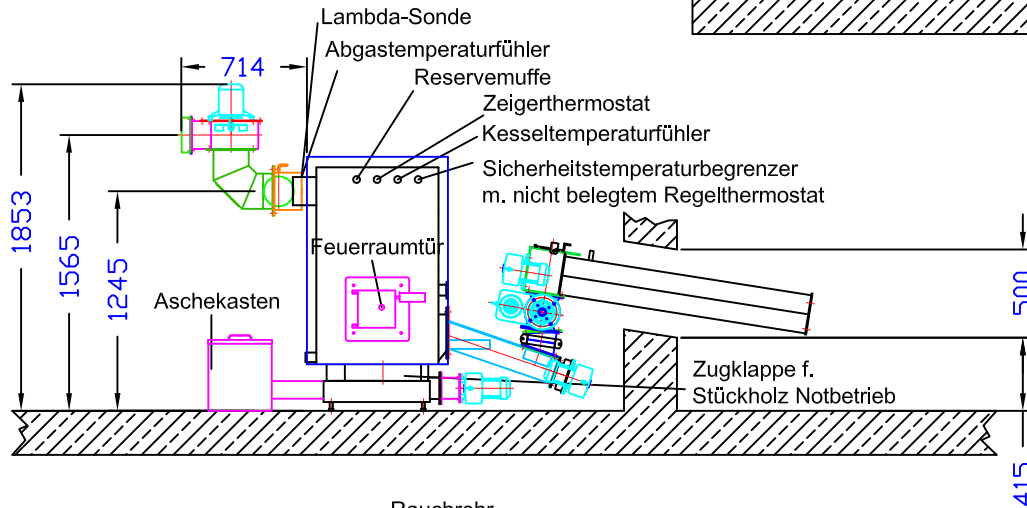 Lambda-Sonde
Abgastemperaturfühler
714
Reservemuffe
Zeigerthermostat
Kesseltemperaturfühler
Sicherheitstemperaturbegrenzer
m. nicht belegtem Regelthermostat
1853
1565
1245
Feuerraumtür
500
Aschekasten
Zugklappe f.
Stückholz Notbetrieb
415
Rauchrohr